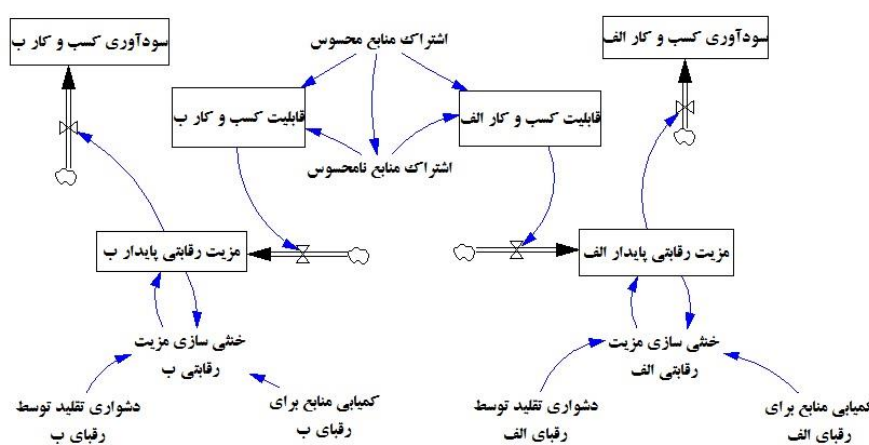 سودآوری کسب و کار الف
اشتراک منابع محسوس
سودآوری کسب و کار ب
قابلیت کسب و کار الف
قابلیت کسب و کار ب
اشتراک منابع نامحسوس
مزیت رقابتی پایدار الف
مزیت رقابتی پایدار ب
خنثی سازی مزیت
رقابتی الف
خنثی سازی مزیت
رقابتی ب
کمیابی منابع برای
رقبای الف
دشواری تقلید توسط
رقبای الف
کمیابی منابع برای
رقبای ب
دشواری تقلید توسط
رقبای ب